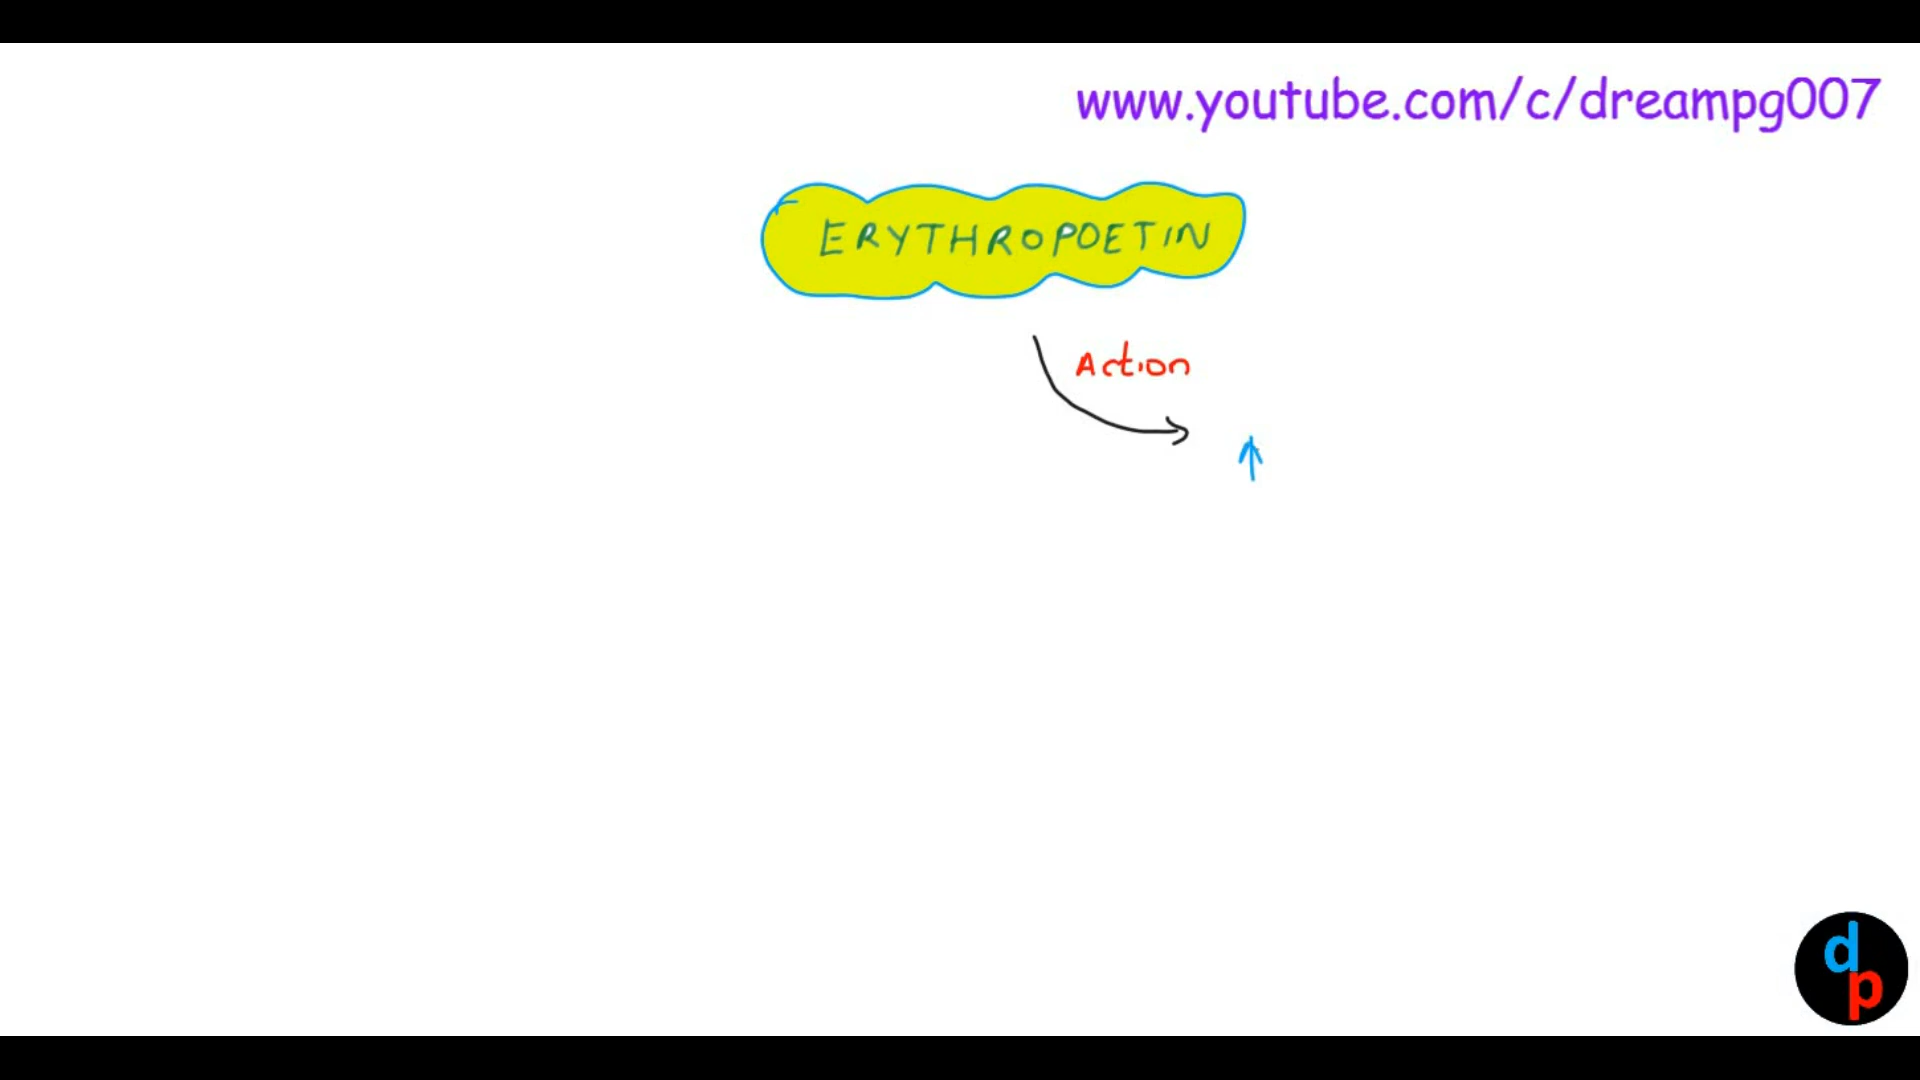 www.youtube.com/c/dreampg007
ERYTHROPOETIN
Action
↑
dp